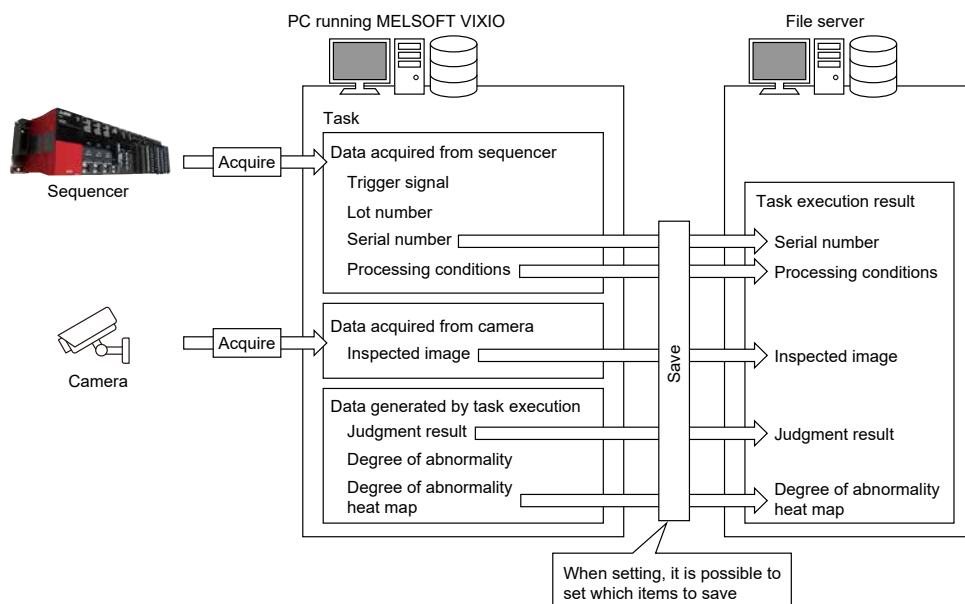 PC running MELSOFT VIXIO
File server
Task
Data acquired from sequencer
Acquire
Trigger signal
Sequencer
Lot number
Task execution result
Serial number
Serial number
Processing conditions
Processing conditions
Data acquired from camera
Acquire
Inspected image
Save
Inspected image
Camera
Data generated by task execution
Judgment result
Judgment result
Degree of abnormality
Degree of abnormality
heat map
Degree of abnormality
heat map
When setting, it is possible to
set which items to save